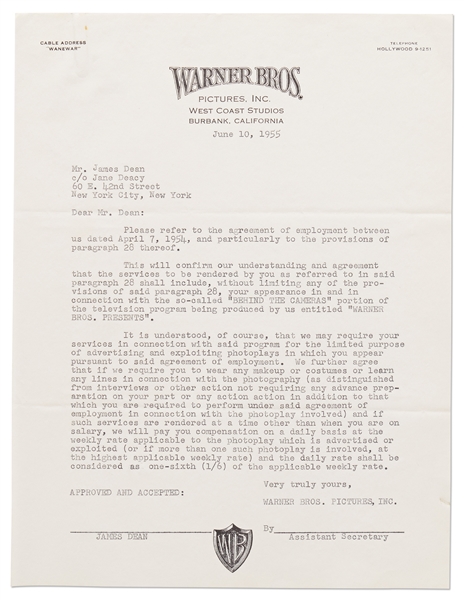 CABLE ADDRESS
"WANEWAR"
TELEPHONE
HOLLYWOOD 9-1251
WARNER BROS.
PICTURES, INC.
WEST COAST STUDIOS
BURBANK, CALIFORNIA
June 10, 1955
Mr. James Dean
c/o Jane Deacy
60 E. 42nd Street
New York City, New York
Dear Mr. Dean:
Please refer to the agreement of employment between
us dated April 7, 1954, and particularly to the provisions of
paragraph 28 thereof.
This will confirm our understanding and agreement
that the services to be rendered by you as referred to in said
paragraph 28 shall include, without limiting any of the pro-
visions of said paragraph 28, your appearance in and in
connection with the so-called "BEHIND THE CAMERAS" portion of
the television program being produced by us entitled "WARNER
BROS. PRESENTS".
It is understood, of course, that we may require your
services in connection with said program for the limited purpose
of advertising and exploiting photoplays in which you appear
pursuant to said agreement of employment. We further agree
that if we require you to wear any makeup or costumes or learn
any lines in connection with the photography (as distinguished
from interviews or other action not requiring any advance prep-
aration on your part or any action action in addition to that
which you are required to perform under said agreement of
employment in connection with the photoplay involved) and if
such services are rendered at a time other than when you are on
salary, we will pay you compensation on a daily basis at the
weekly rate applicable to the photoplay which is advertised or
exploited (or if more than one such photoplay is involved, at
the highest applicable weekly rate) and the daily rate shall be
considered as one-sixth (1/6) of the applicable weekly rate.
Very truly yours,
APPROVED AND ACCEPTED:
WARNER BROS. PICTURES, INC.
By
JAMES DEAN
WB
Assistant Secretary